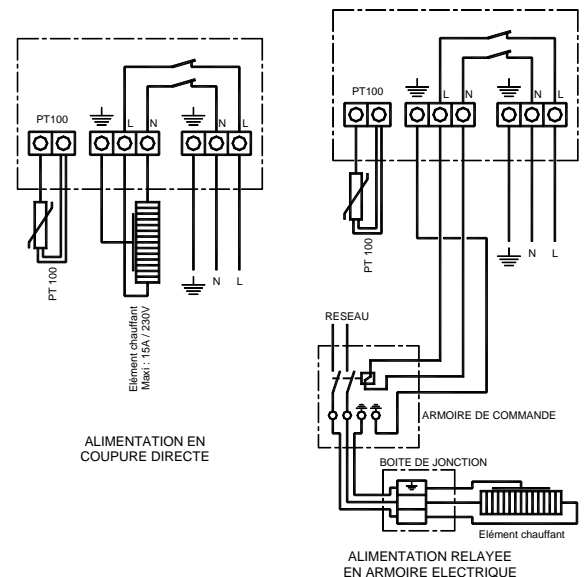 PT100
L
N
N
L
PT 100
Elément chauffant
Maxi : 15A / 230V
N
L
ALIMENTATION EN
COUPURE DIRECTE
PT100
L
N
N
L
PT 100
N
L
RESEAU
ARMOIRE DE COMMANDE
BOITE DE JONCTION
Elément chauffant
ALIMENTATION RELAYEE
EN ARMOIRE ELECTRIQUE